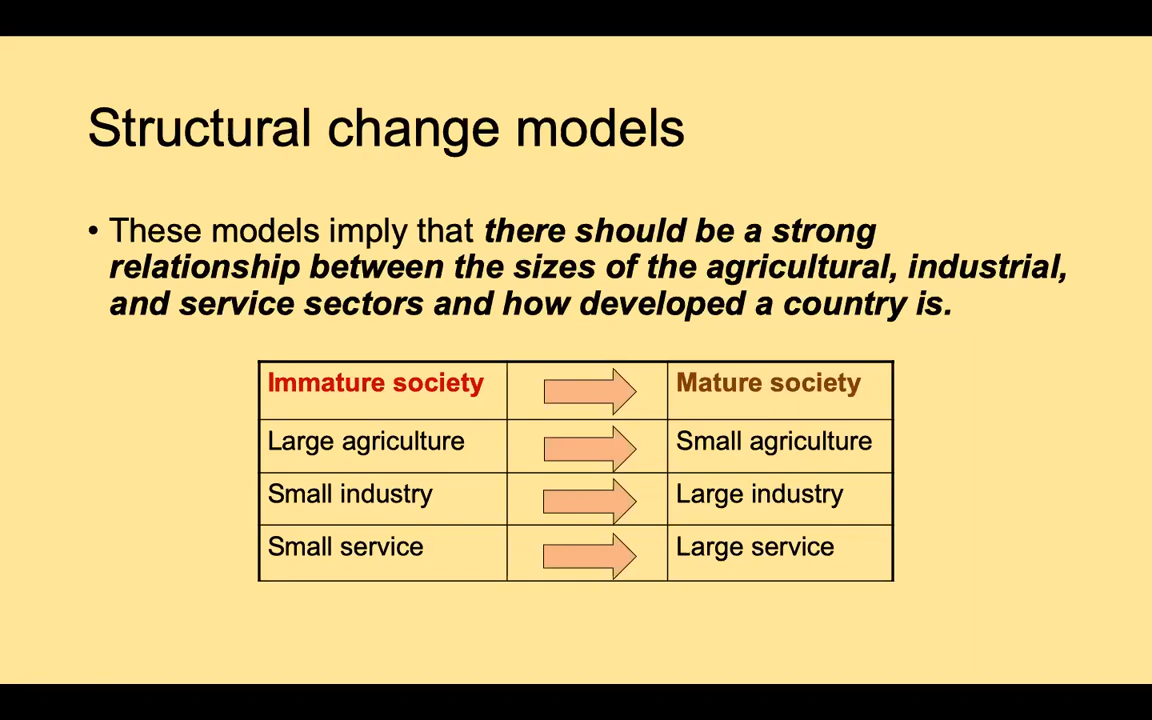 Structural change models
• These models imply that there should be a strong
relationship between the sizes of the agricultural, industrial,
and service sectors and how developed a country is.
Immature society Mature society
Large agriculture Small agriculture
Small industry Large industry
Small service Large service